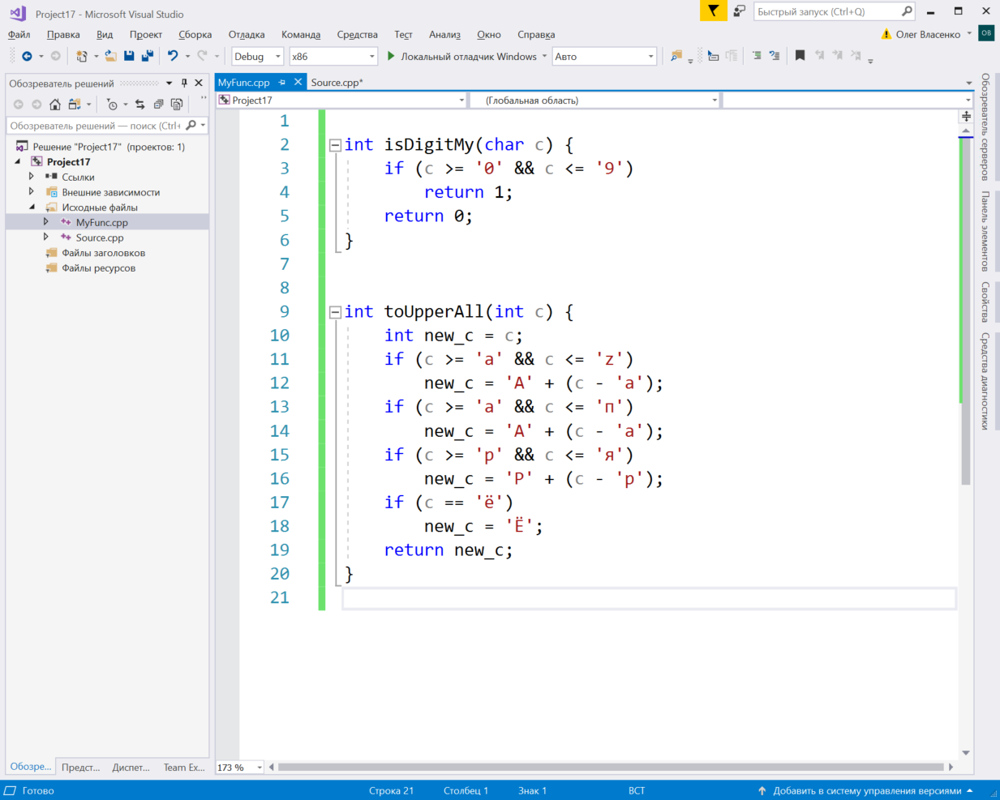 Project17 - Microsoft Visual Studio
Быстрый запуск (Ctrl+Q)
Файл Правка Вид Проект Сборка Отладка Команда Средства Тест Анализ Окно Справка
Олег Власенко
ОВ
Debug x86 Локальный отладчик Windows Авто
Обозреватель решений
MyFunc.cpp Source.cpp*
Project17 (Глобальная область)
Обозреватель решений — поиск (Ctrl+
Решение "Project17" (проектов: 1)
Project17
Ссылки
Внешние зависимости
Исходные файлы
MyFunc.cpp
Source.cpp
Файлы заголовков
Файлы ресурсов
1
2 int isDigitMy(char c) {
3 if (c >= '0' && c <= '9')
4 return 1;
5 return 0;
6 }
7
8
9 int toUpperAll(int c) {
10 int new_c = c;
11 if (c >= 'a' && c <= 'z')
12 new_c = 'A' + (c - 'a');
13 if (c >= 'а' && c <= 'п')
14 new_c = 'А' + (c - 'а');
15 if (c >= 'р' && c <= 'я')
16 new_c = 'Р' + (c - 'р');
17 if (c == 'ё')
18 new_c = 'Ё';
19 return new_c;
20 }
21
Обозреватель серверов
Панель элементов
Свойства
Средства диагностики
Обозре... Предст... Диспет... Team Ex...
173 %
Готово Строка 21 Столбец 1 Знак 1 ВСТ Добавить в систему управления версиями